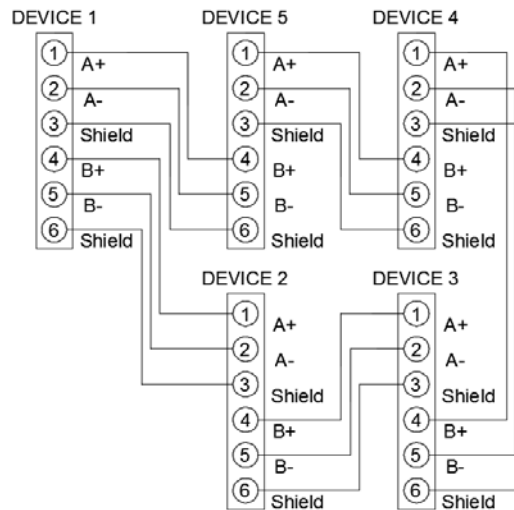 DEVICE 1
1
A+
2
A-
3
Shield
4
B+
5
B-
6
Shield
DEVICE 5
1
A+
2
A-
3
Shield
4
B+
5
B-
6
Shield
DEVICE 4
1
A+
2
A-
3
Shield
4
B+
5
B-
6
Shield
DEVICE 2
1
A+
2
A-
3
Shield
4
B+
5
B-
6
Shield
DEVICE 3
1
A+
2
A-
3
Shield
4
B+
5
B-
6
Shield